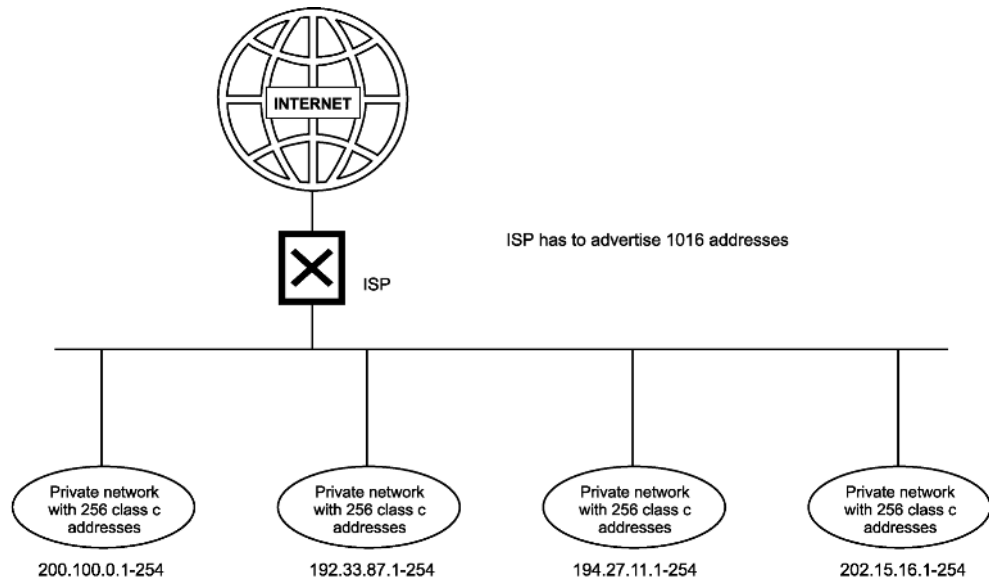 INTERNET
ISP has to advertise 1016 addresses
ISP
Private network
with 256 class c
addresses
Private network
with 256 class c
addresses
Private network
with 256 class c
addresses
Private network
with 256 class c
addresses
200.100.0.1-254
192.33.87.1-254
194.27.11.1-254
202.15.16.1-254